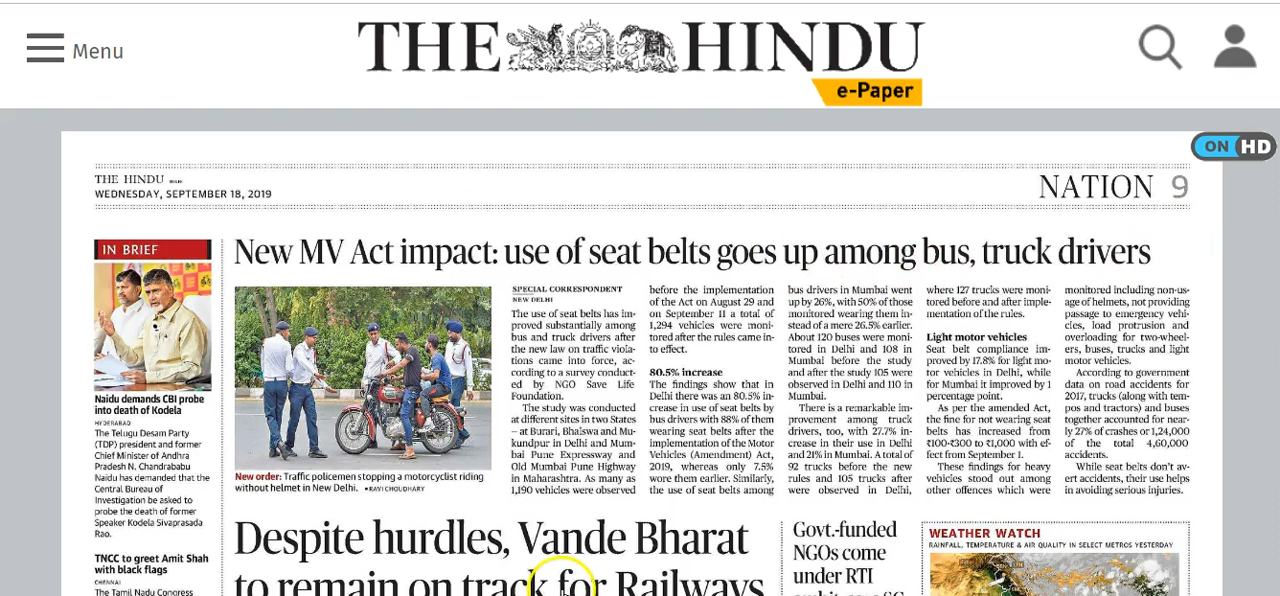 Menu
THE HINDU
e-Paper
ON HD
THE HINDU
WEDNESDAY, SEPTEMBER 18, 2019
NATION 9
IN BRIEF
Naidu demands CBI probe
into death of Kodela
HYDERABAD
The Telugu Desam Party
(TDP) president and former
Chief Minister of Andhra
Pradesh N. Chandrababu
Naidu has demanded that the
Central Bureau of
Investigation be asked to
probe the death of former
Speaker Kodela Sivaprasada
Rao.
TNCC to greet Amit Shah
with black flags
CHENNAI
The Tamil Nadu Congress
New MV Act impact: use of seat belts goes up among bus, truck drivers
New order: Traffic policemen stopping a motorcyclist riding
without helmet in New Delhi. •RAVI CHOUDHARY
SPECIAL CORRESPONDENT
NEW DELHI
The use of seat belts has im-
proved substantially among
bus and truck drivers after
the new law on traffic viola-
tions came into force, ac-
cording to a survey conduct-
ed by NGO Save Life
Foundation.
The study was conducted
at different sites in two States
– at Burari, Bhalswa and Mu-
kundpur in Delhi and Mum-
bai Pune Expressway and
Old Mumbai Pune Highway
in Maharashtra. As many as
1,190 vehicles were observed
before the implementation
of the Act on August 29 and
on September 11 a total of
1,294 vehicles were moni-
tored after the rules came in-
to effect.
80.5% increase
The findings show that in
Delhi there was an 80.5% in-
crease in use of seat belts by
bus drivers with 88% of them
wearing seat belts after the
implementation of the Motor
Vehicles (Amendment) Act,
2019, whereas only 7.5%
wore them earlier. Similarly,
the use of seat belts among
bus drivers in Mumbai went
up by 26%, with 50% of those
monitored wearing them in-
stead of a mere 26.5% earlier.
About 120 buses were moni-
tored in Delhi and 108 in
Mumbai before the study
and after the study 105 were
observed in Delhi and 110 in
Mumbai.
There is a remarkable im-
provement among truck
drivers, too, with 27.7% in-
crease in their use in Delhi
and 21% in Mumbai. A total of
92 trucks before the new
rules and 105 trucks after
were observed in Delhi,
where 127 trucks were moni-
tored before and after imple-
mentation of the rules.
Light motor vehicles
Seat belt compliance im-
proved by 17.8% for light mo-
tor vehicles in Delhi, while
for Mumbai it improved by 1
percentage point.
As per the amended Act,
the fine for not wearing seat
belts has increased from
₹100-₹300 to ₹1,000 with ef-
fect from September 1.
These findings for heavy
vehicles stood out among
other offences which were
monitored including non-us-
age of helmets, not providing
passage to emergency vehi-
cles, load protrusion and
overloading for two-wheel-
ers, buses, trucks and light
motor vehicles.
According to government
data on road accidents for
2017, trucks (along with tem-
pos and tractors) and buses
together accounted for near-
ly 27% of crashes or 1,24,000
of the total 4,60,000
accidents.
While seat belts don't av-
ert accidents, their use helps
in avoiding serious injuries.
Despite hurdles, Vande Bharat
to remain on track for Railways
Govt.-funded
NGOs come
under RTI
WEATHER WATCH
RAINFALL, TEMPERATURE & AIR QUALITY IN SELECT METROS YESTERDAY